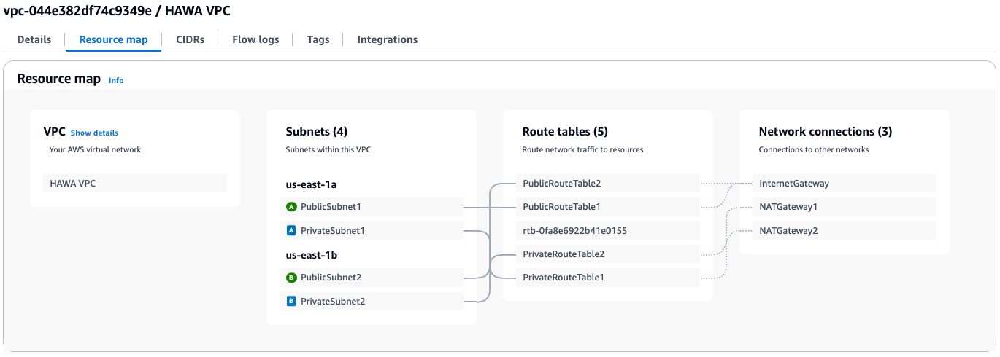 vpc-044e382df74c9349e / HAWA VPC
Details
Resource map
CIDRs
Flow logs
Tags
Integrations
Resource map Info
VPC Show details
Your AWS virtual network
HAWA VPC
Subnets (4)
Subnets within this VPC
us-east-1a
A PublicSubnet1
A PrivateSubnet1
us-east-1b
B PublicSubnet2
B PrivateSubnet2
Route tables (5)
Route network traffic to resources
PublicRouteTable2
PublicRouteTable1
rtb-0fa8e6922b41e0155
PrivateRouteTable2
PrivateRouteTable1
Network connections (3)
Connections to other networks
InternetGateway
NATGateway1
NATGateway2